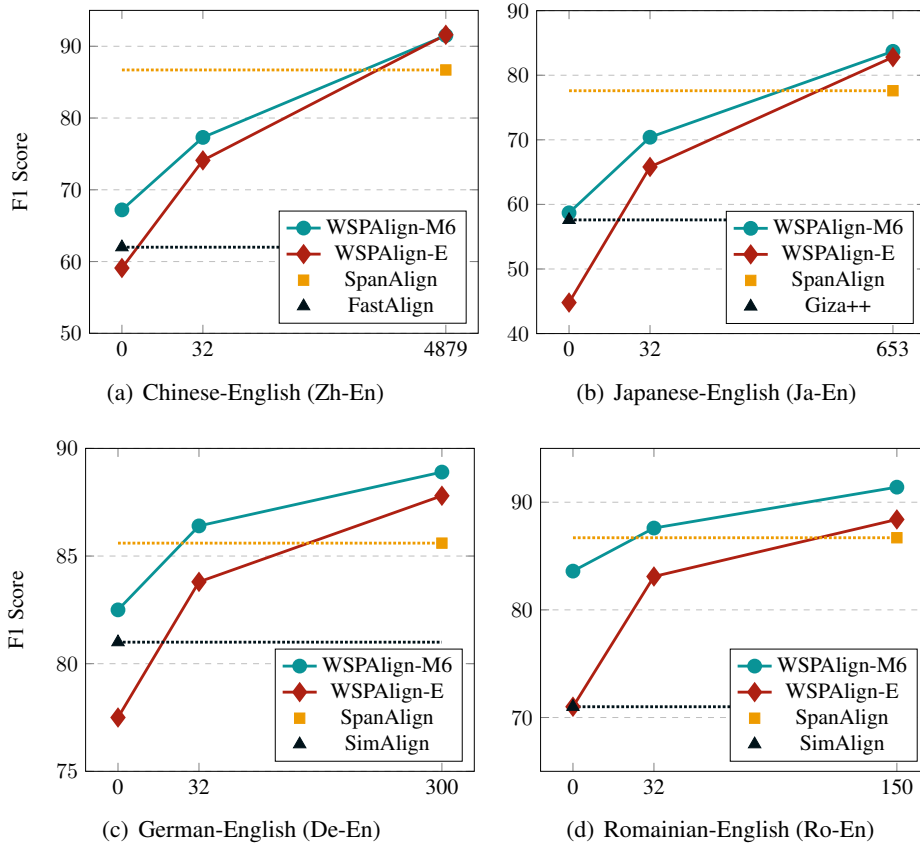 F1 Score
90
80
70
60
50
0
32
4879
WSPAlign-M6
WSPAlign-E
SpanAlign
FastAlign
(a) Chinese-English (Zh-En)
90
80
70
60
50
40
0
32
653
WSPAlign-M6
WSPAlign-E
SpanAlign
Giza++
(b) Japanese-English (Ja-En)
F1 Score
90
85
80
75
0
32
300
WSPAlign-M6
WSPAlign-E
SpanAlign
SimAlign
(c) German-English (De-En)
90
80
70
0
32
150
WSPAlign-M6
WSPAlign-E
SpanAlign
SimAlign
(d) Romainian-English (Ro-En)